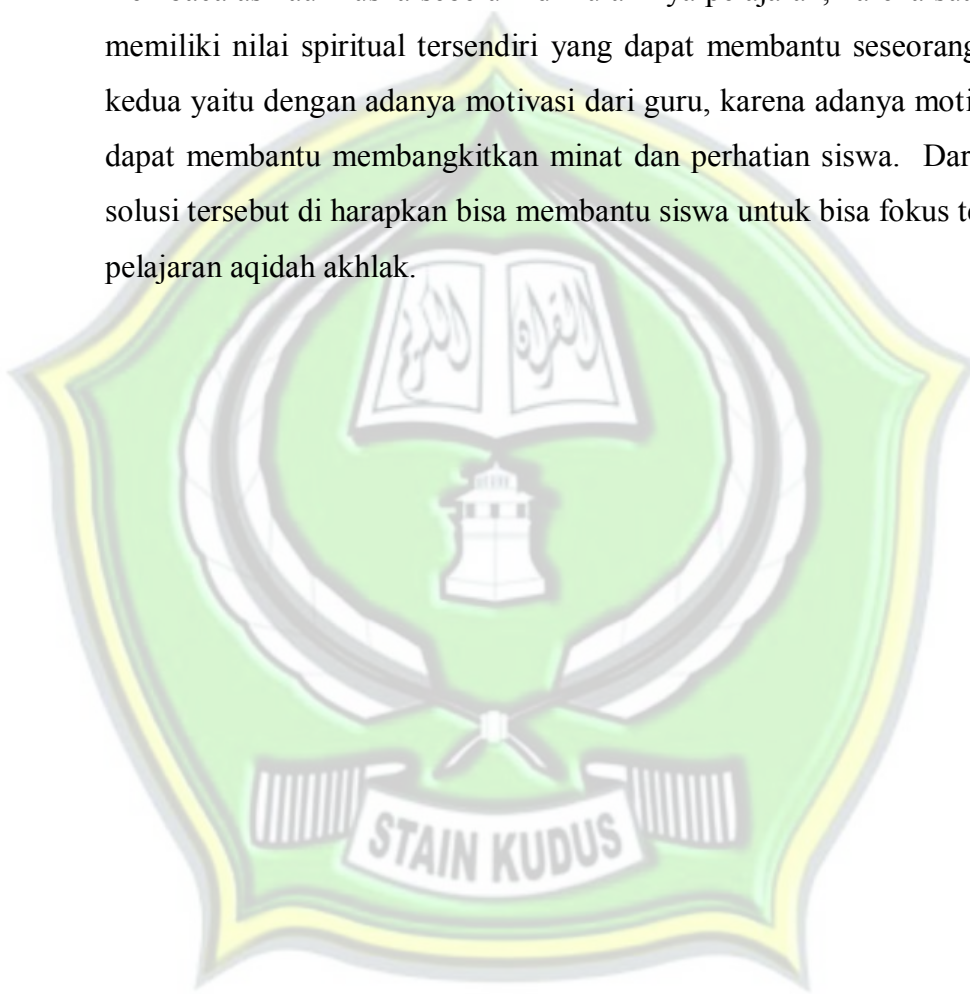 memiliki nilai spiritual tersendiri yang dapat membantu seseorang
kedua yaitu dengan adanya motivasi dari guru, karena adanya
dapat membantu membangkitkan minat dan perhatian siswa. Dar
solusi tersebut di harapkan bisa membantu siswa untuk bisa fokus
pelajaran aqidah akhlak.
القرآن
الكريم
STAIN KUDUS